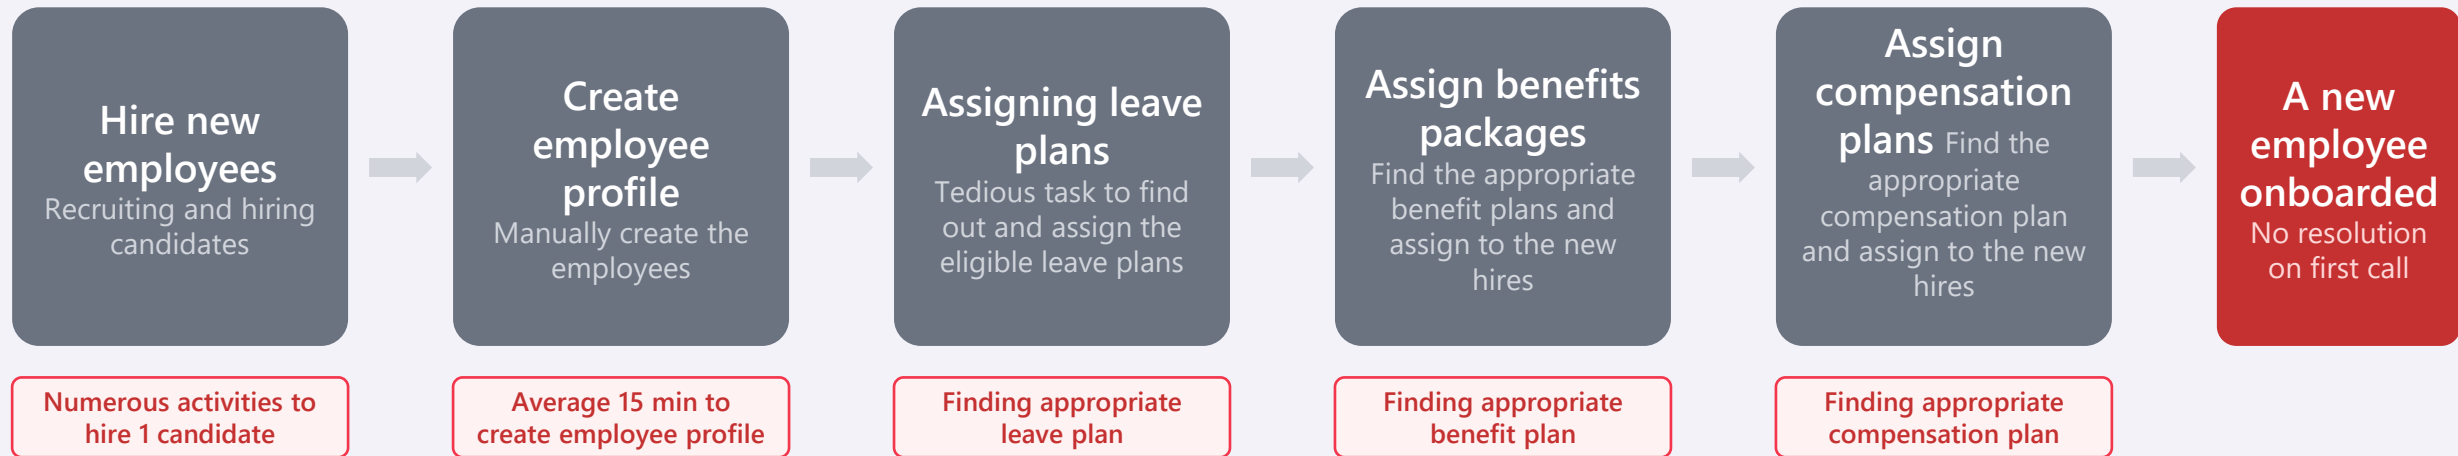 Hire new
employees
Recruiting and hiring
candidates
Create
employee
profile
Manually create the
employees
Assigning leave
plans
Tedious task to find
out and assign the
eligible leave plans
Assign benefits
packages
Find the appropriate
benefit plans and
assign to the new
hires
Assign
compensation
plans Find the
appropriate
compensation plan
and assign to the new
hires
A new
employee
onboarded
No resolution
on first call
Numerous activities to
hire 1 candidate
Average 15 min to
create employee profile
Finding appropriate
leave plan
Finding appropriate
benefit plan
Finding appropriate
compensation plan